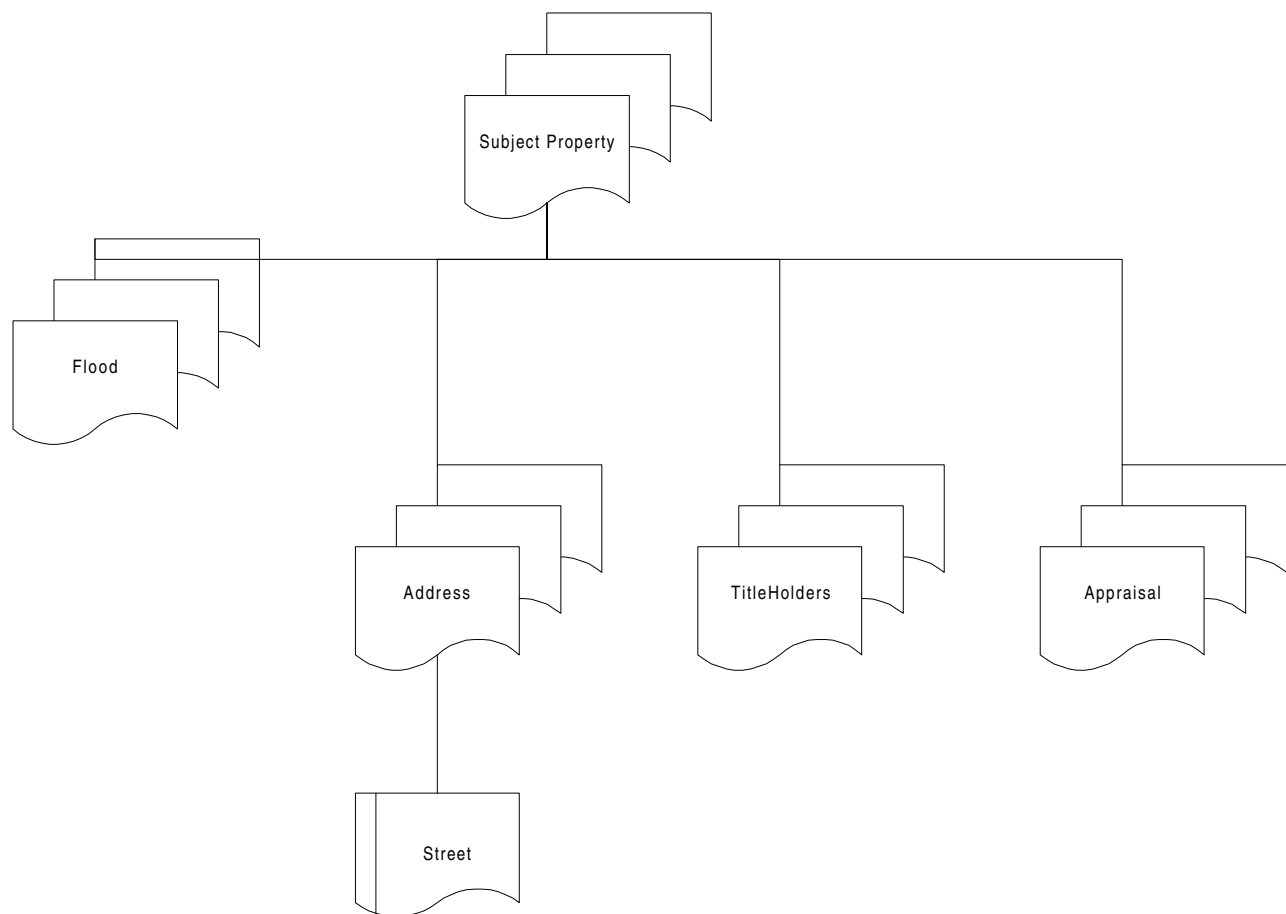 Subject Property
Flood
Address
TitleHolders
Appraisal
Street